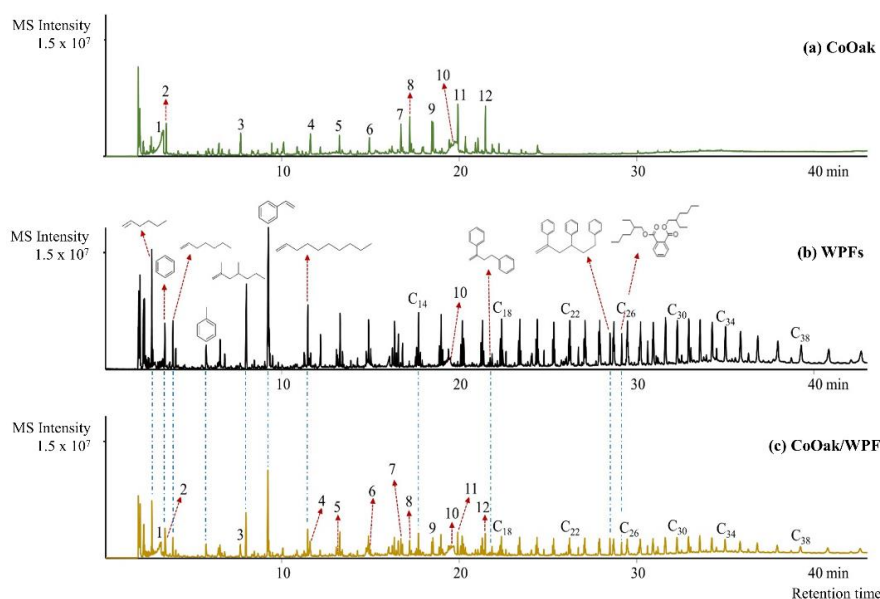 MS Intensity
1.5 x 10⁷
(a) CoOak
1
2
3
4
5
6
7
8
9
10
11
12
10
20
30
40 min
MS Intensity
1.5 x 10⁷
(b) WPFs
C₁₄
10
C₁₈
C₂₂
C₂₆
C₃₀
C₃₄
C₃₈
10
20
30
40 min
MS Intensity
1.5 x 10⁷
(c) CoOak/WPF
1
2
3
4
5
6
7
8
9
10
11
12
C₁₈
C₂₂
C₂₆
C₃₀
C₃₄
C₃₈
10
20
30
40 min
Retention time